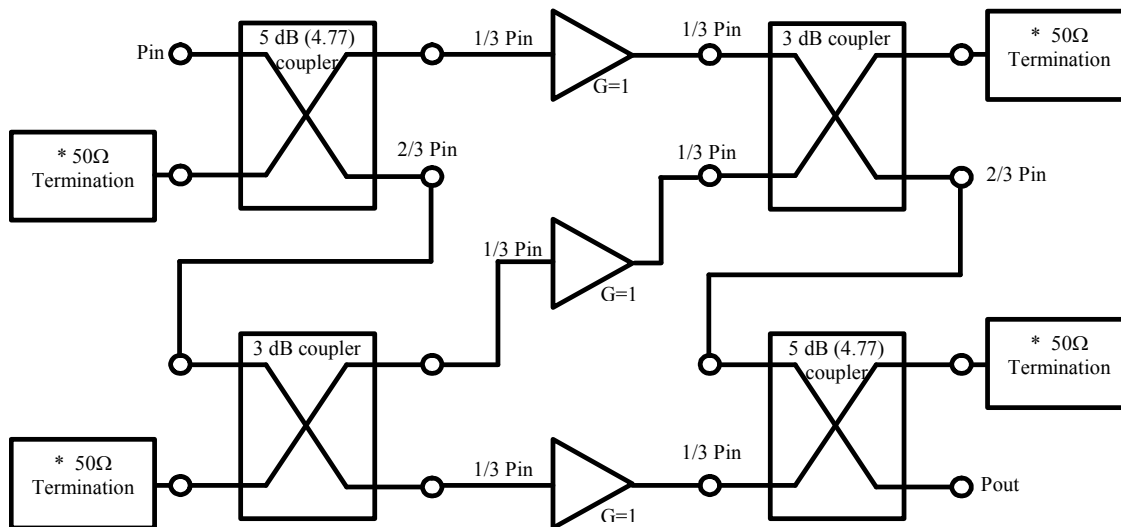 Pin
5 dB (4.77)
coupler
1/3 Pin
G=1
1/3 Pin
3 dB coupler
* 50Ω
Termination
* 50Ω
Termination
2/3 Pin
1/3 Pin
2/3 Pin
1/3 Pin
G=1
3 dB coupler
5 dB (4.77)
coupler
* 50Ω
Termination
* 50Ω
Termination
1/3 Pin
G=1
1/3 Pin
Pout